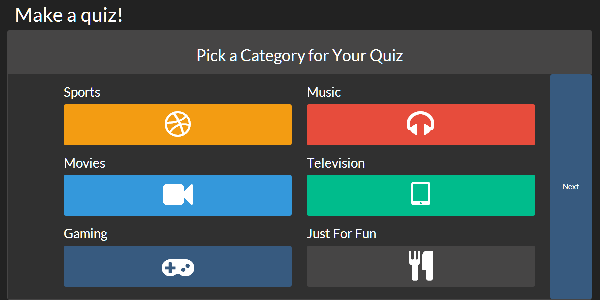 Make a quiz!
Pick a Category for Your Quiz
Sports
Music
Movies
Television
Gaming
Just For Fun
Next